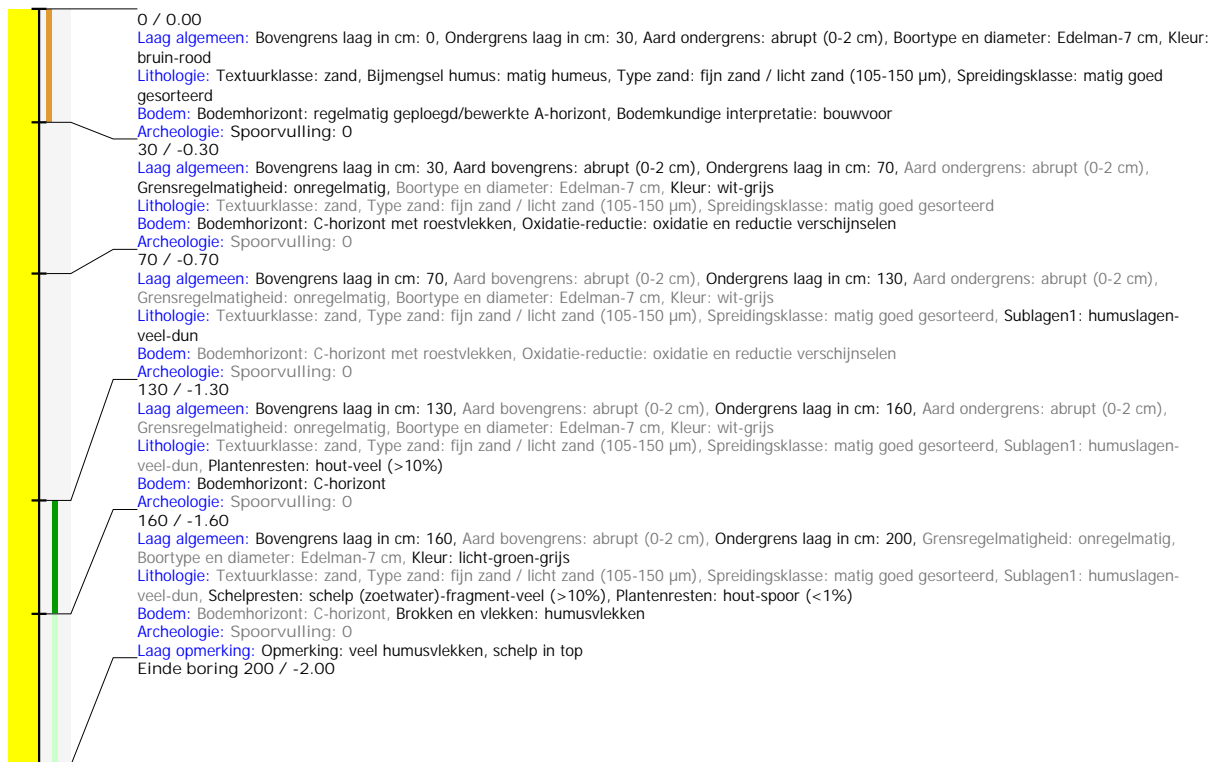 0 / 0.00
Laag algemeen: Bovengrens laag in cm: 0, Ondergrens laag in cm: 30, Aard ondergrens: abrupt (0-2 cm), Boortype en diameter: Edelman-7 cm, Kleur:
bruin-rood
Lithologie: Textuurklasse: zand, Bijmengsel humus: matig humeus, Type zand: fijn zand / licht zand (105-150 µm), Spreidingsklasse: matig goed
gesorteerd
Bodem: Bodemhorizont: regelmatig geploegd/bewerkte A-horizont, Bodemkundige interpretatie: bouwvoor
Archeologie: Spoorvulling: 0
30 / -0.30
Laag algemeen: Bovengrens laag in cm: 30, Aard bovengrens: abrupt (0-2 cm), Ondergrens laag in cm: 70, Aard ondergrens: abrupt (0-2 cm),
Grensregelmatigheid: onregelmatig, Boortype en diameter: Edelman-7 cm, Kleur: wit-grijs
Lithologie: Textuurklasse: zand, Type zand: fijn zand / licht zand (105-150 µm), Spreidingsklasse: matig goed gesorteerd
Bodem: Bodemhorizont: C-horizont met roestvlekken, Oxidatie-reductie: oxidatie en reductie verschijnselen
Archeologie: Spoorvulling: 0
70 / -0.70
Laag algemeen: Bovengrens laag in cm: 70, Aard bovengrens: abrupt (0-2 cm), Ondergrens laag in cm: 130, Aard ondergrens: abrupt (0-2 cm),
Grensregelmatigheid: onregelmatig, Boortype en diameter: Edelman-7 cm, Kleur: wit-grijs
Lithologie: Textuurklasse: zand, Type zand: fijn zand / licht zand (105-150 µm), Spreidingsklasse: matig goed gesorteerd, Sublagen1: humuslagen-
veel-dun
Bodem: Bodemhorizont: C-horizont met roestvlekken, Oxidatie-reductie: oxidatie en reductie verschijnselen
Archeologie: Spoorvulling: 0
130 / -1.30
Laag algemeen: Bovengrens laag in cm: 130, Aard bovengrens: abrupt (0-2 cm), Ondergrens laag in cm: 160, Aard ondergrens: abrupt (0-2 cm),
Grensregelmatigheid: onregelmatig, Boortype en diameter: Edelman-7 cm, Kleur: wit-grijs
Lithologie: Textuurklasse: zand, Type zand: fijn zand / licht zand (105-150 µm), Spreidingsklasse: matig goed gesorteerd, Sublagen1: humuslagen-
veel-dun, Plantenresten: hout-veel (>10%)
Bodem: Bodemhorizont: C-horizont
Archeologie: Spoorvulling: 0
160 / -1.60
Laag algemeen: Bovengrens laag in cm: 160, Aard bovengrens: abrupt (0-2 cm), Ondergrens laag in cm: 200, Grensregelmatigheid: onregelmatig,
Boortype en diameter: Edelman-7 cm, Kleur: licht-groen-grijs
Lithologie: Textuurklasse: zand, Type zand: fijn zand / licht zand (105-150 µm), Spreidingsklasse: matig goed gesorteerd, Sublagen1: humuslagen-
veel-dun, Schelpresten: schelp (zoetwater)-fragment-veel (>10%), Plantenresten: hout-spoor (<1%)
Bodem: Bodemhorizont: C-horizont, Brokken en vlekken: humusvlekken
Archeologie: Spoorvulling: 0
Laag opmerking: Opmerking: veel humusvlekken, schelp in top
Einde boring 200 / -2.00